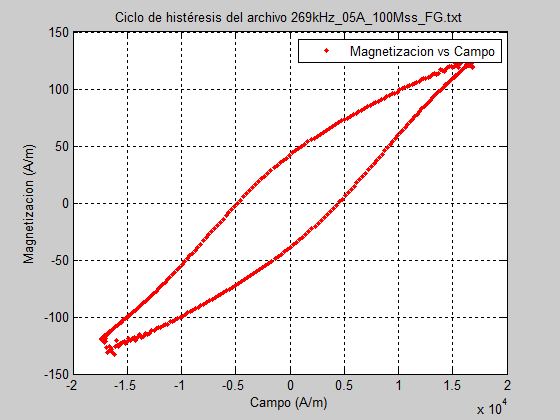 Ciclo de histéresis del archivo 269kHz_05A_100Mss_FG.txt
Magnetizacion vs Campo
Magnetizacion (A/m)
150
100
50
0
-50
-100
-150
-2 -1.5 -1 -0.5 0 0.5 1 1.5 2
Campo (A/m)
x 10^4